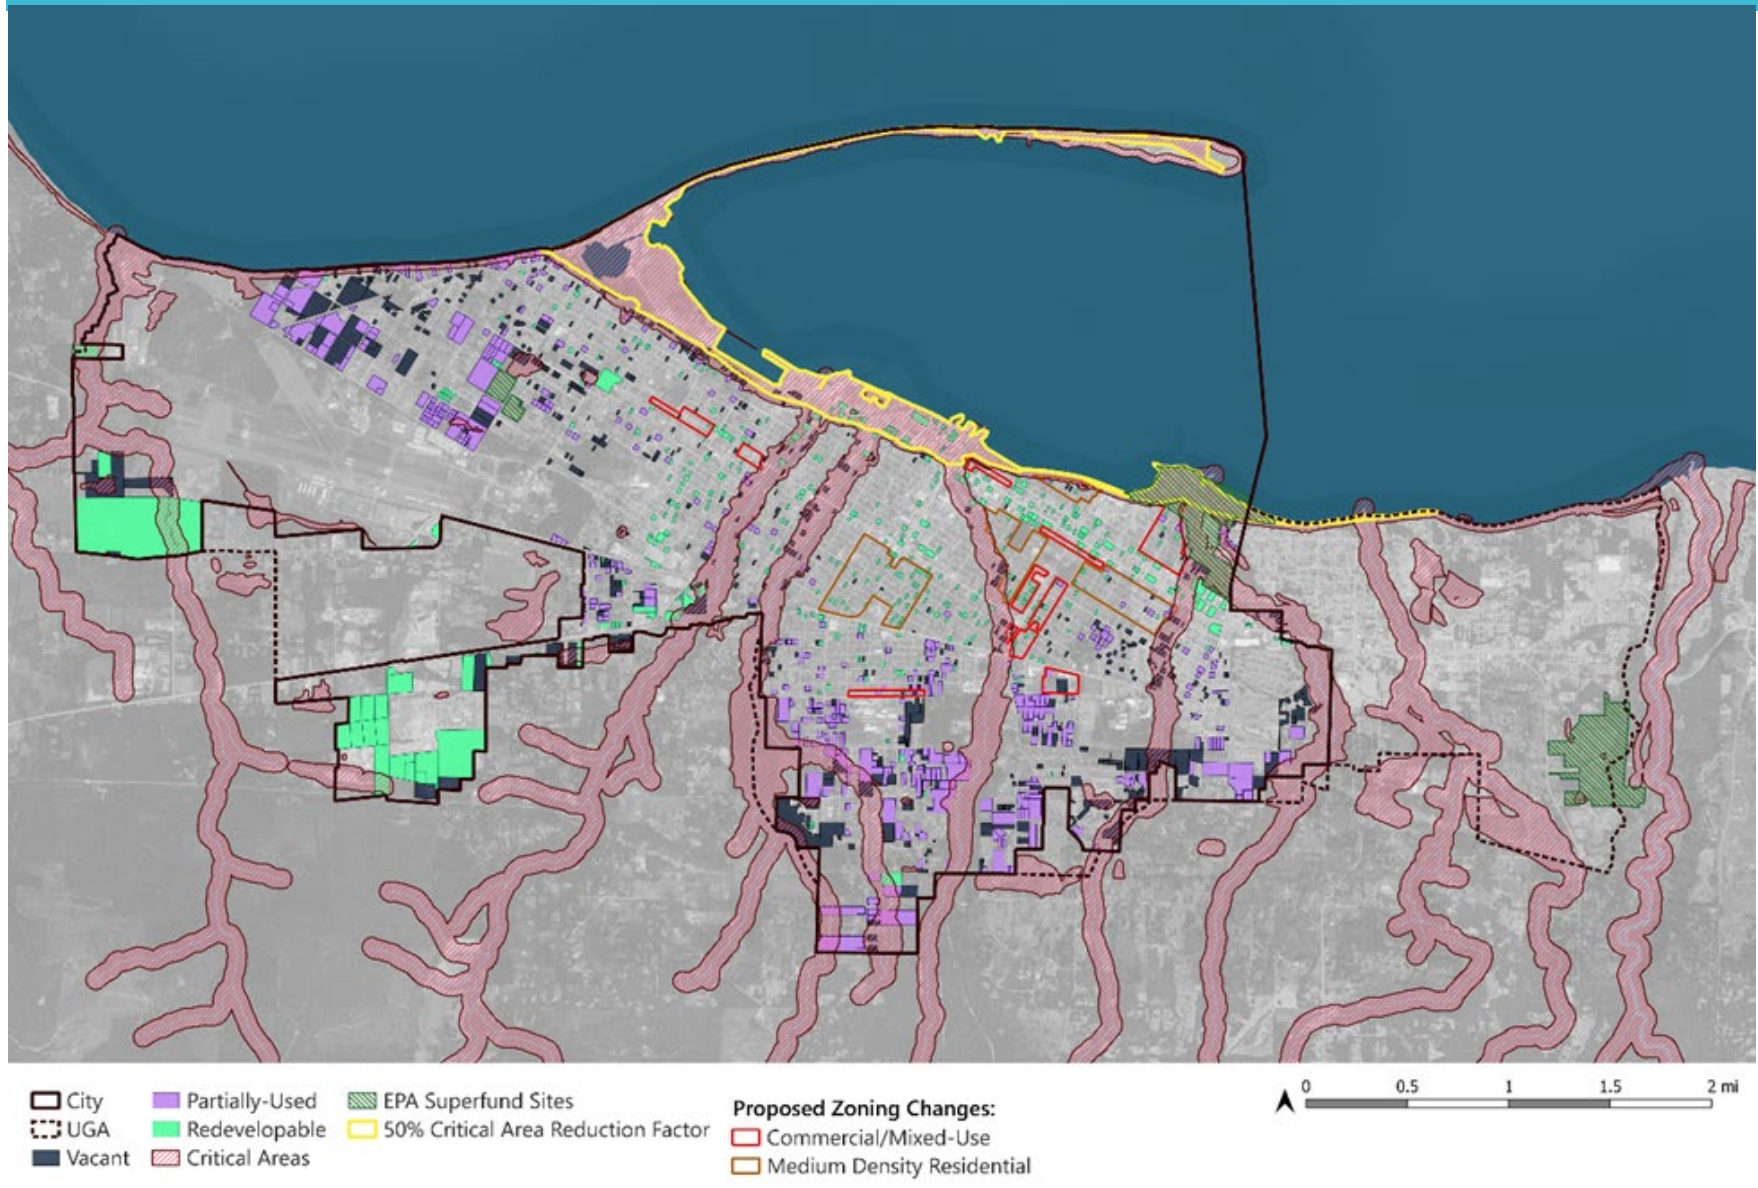 City
UGA
Vacant
Partially-Used
Redevelopable
Critical Areas
EPA Superfund Sites
50% Critical Area Reduction Factor
Proposed Zoning Changes:
Commercial/Mixed-Use
Medium Density Residential
0 0.5 1 1.5 2 mi